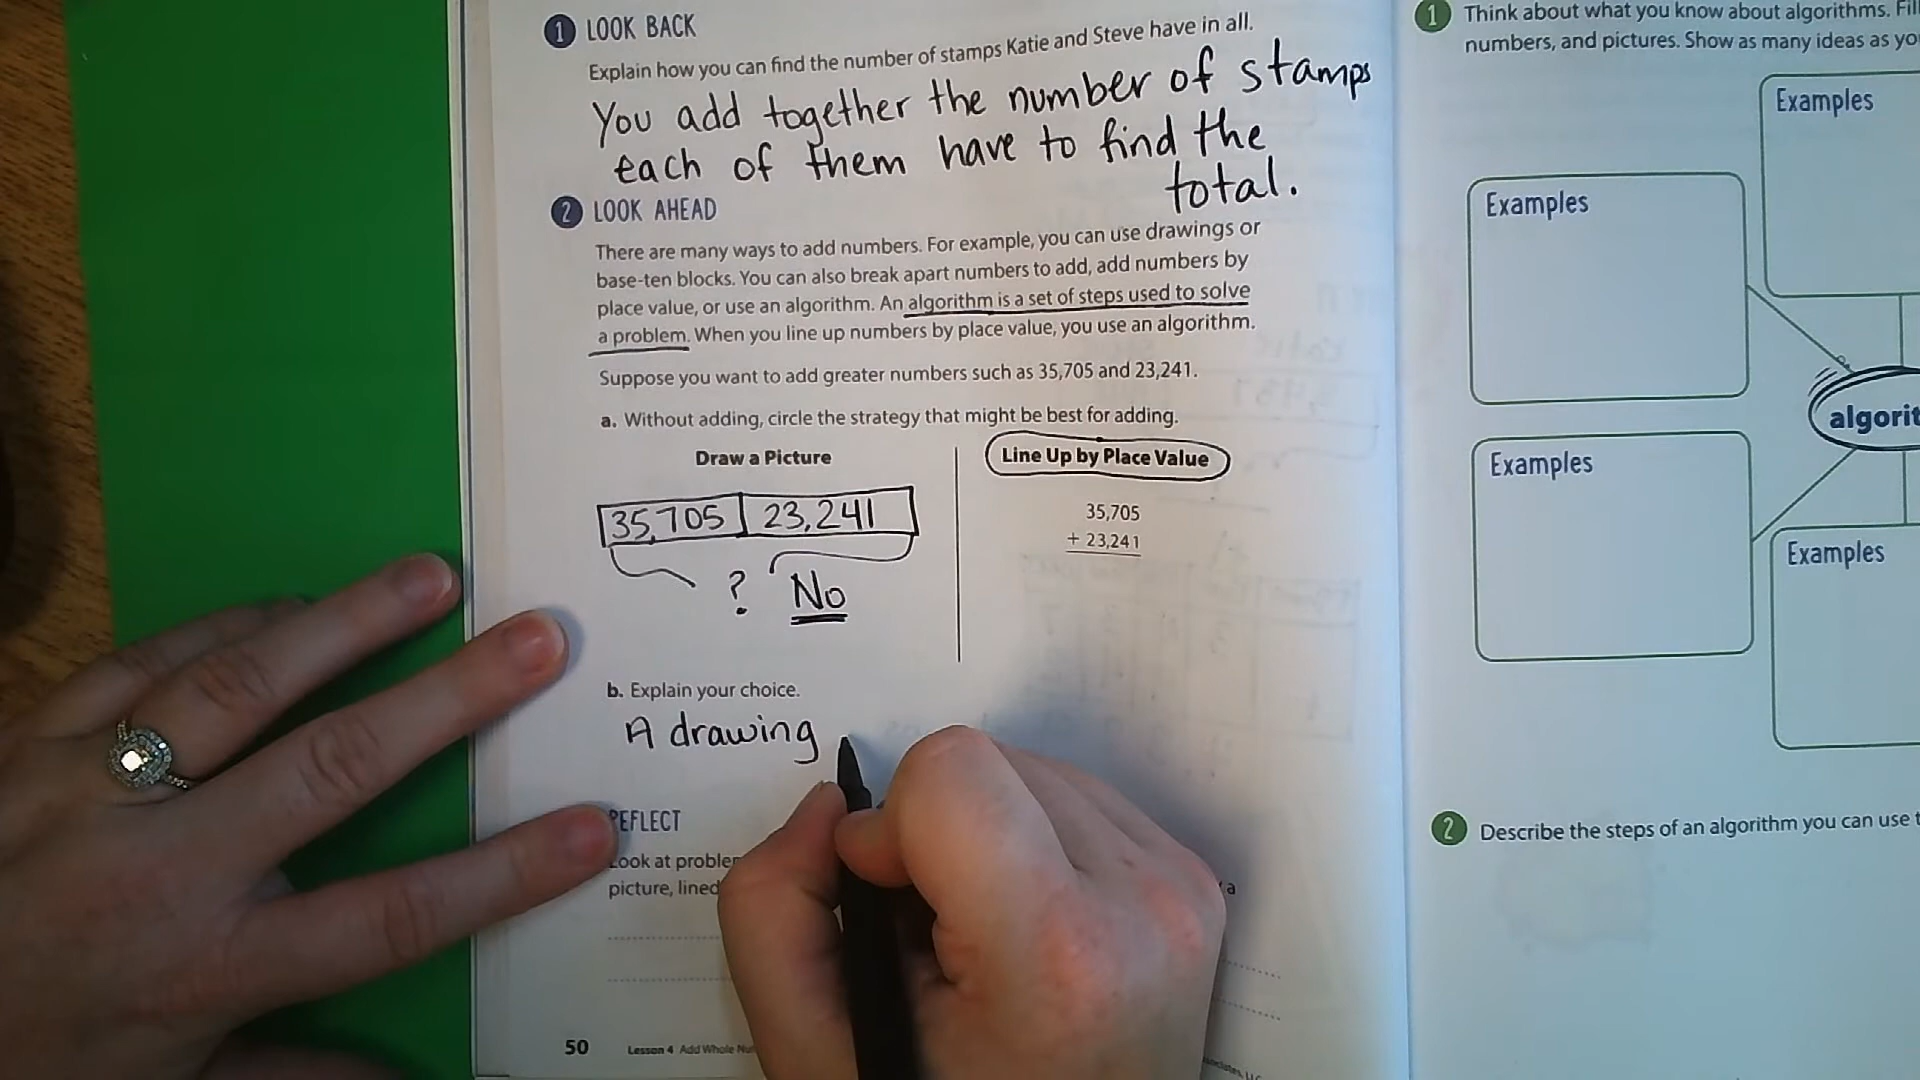 1 LOOK BACK
Explain how you can find the number of stamps Katie and Steve have in all.
You add together the number of stamps
each of them have to find the
total.
2 LOOK AHEAD
There are many ways to add numbers. For example, you can use drawings or
base-ten blocks. You can also break apart numbers to add, add numbers by
place value, or use an algorithm. An algorithm is a set of steps used to solve
a problem. When you line up numbers by place value, you use an algorithm.
Suppose you want to add greater numbers such as 35,705 and 23,241.
a. Without adding, circle the strategy that might be best for adding.
Draw a Picture
35,705 23,241
? No
Line Up by Place Value
35,705
+ 23,241
b. Explain your choice.
A drawing
REFLECT
Look at
picture, lined
a
50 Lesson 4 Add Whole
1 Think about what you know about algorithms.
numbers, and pictures. Show as many ideas as
Examples
Examples
Examples
Examples
2 Describe the steps of an algorithm you can use